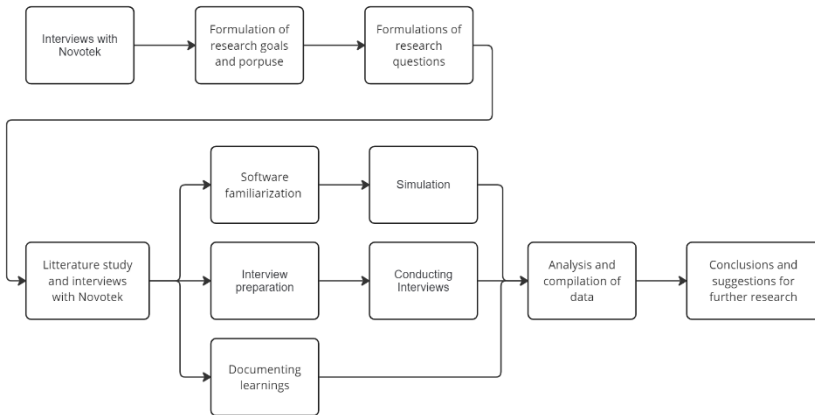 Interviews with
Novotek
Formulation of
research goals
and porpuse
Formulations of
research
questions
Software
familiarization
Simulation
Litterature study
and interviews
with Novotek
Interview
preparation
Conducting
Interviews
Analysis and
compilation of
data
Conclusions and
suggestions for
further research
Documenting
learnings